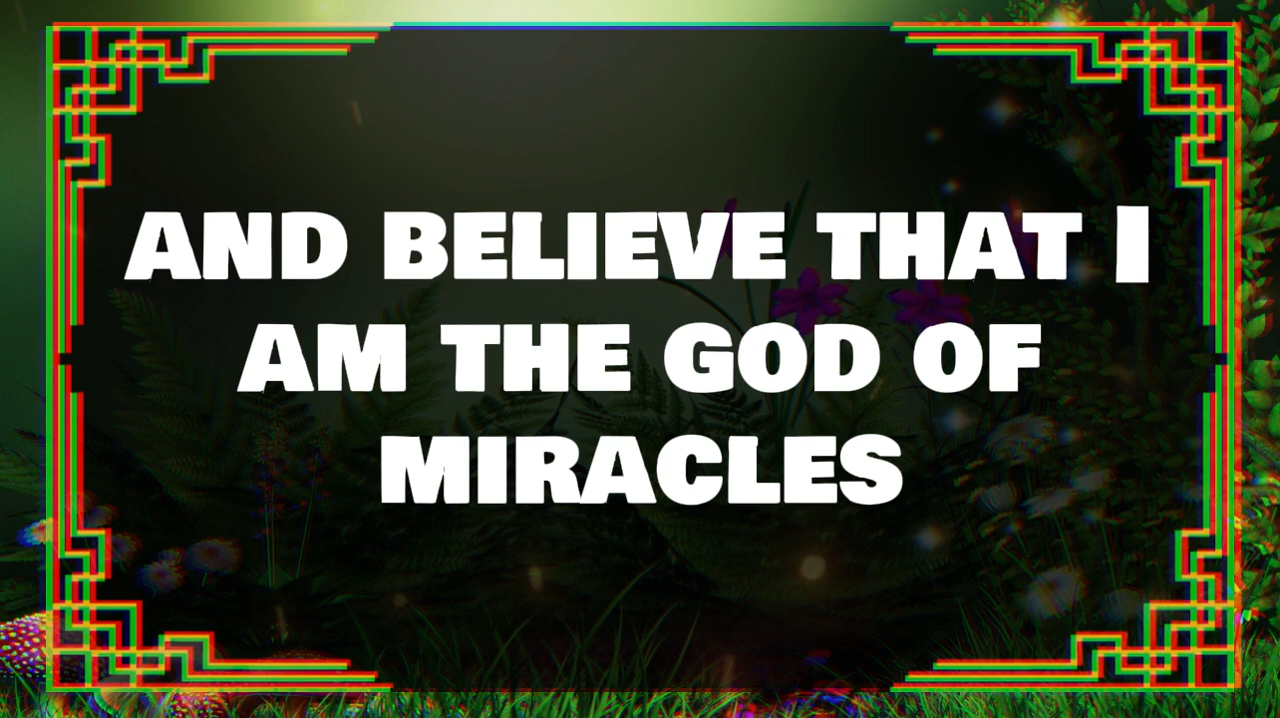 AND BELIEVE THAT I
AM THE GOD OF
MIRACLES